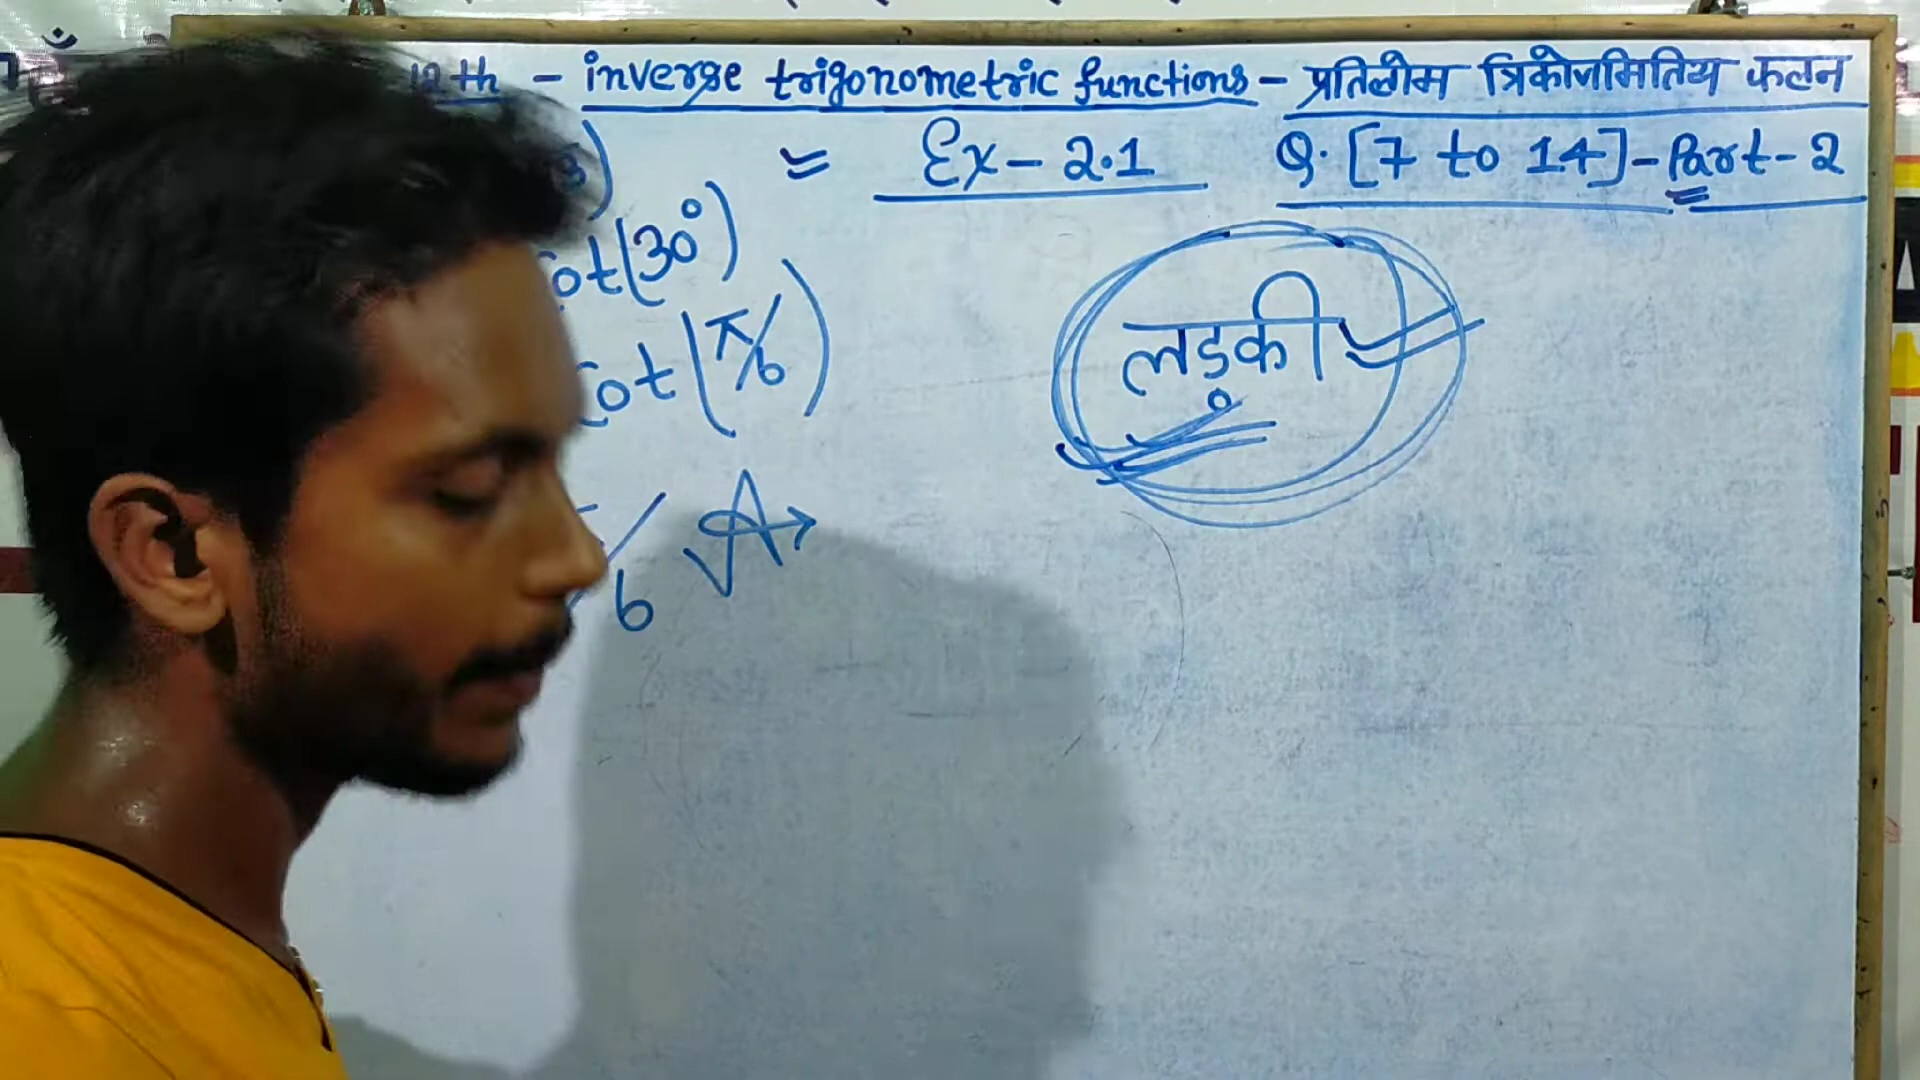 12th - inverse trigonometric functions - प्रतिलोम त्रिकोणमितिय फलन
3) = Ex - 2.1 Q. [7 to 14] - Part - 2
cot(30°)
cot(π/6)
लड़की
6 A